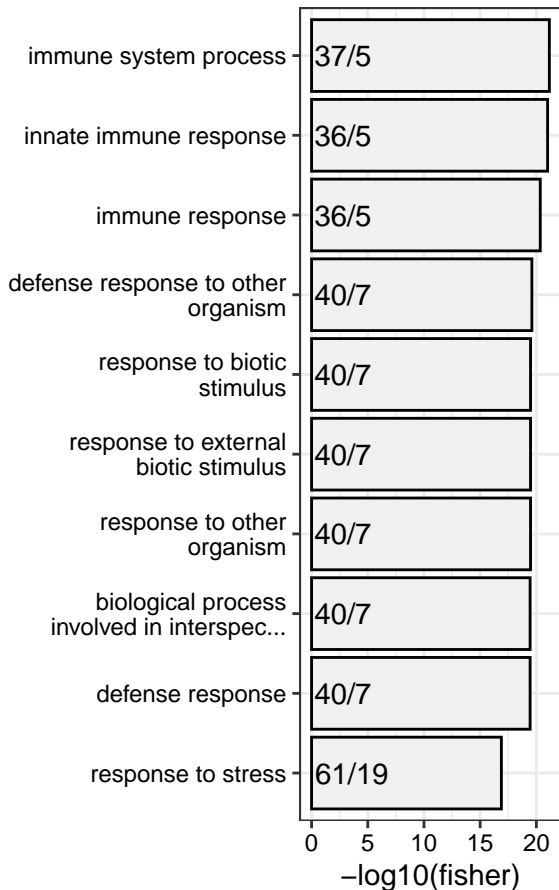 immune system process
37/5
innate immune response
36/5
immune response
36/5
defense response to other
organism
40/7
response to biotic
stimulus
40/7
response to external
biotic stimulus
40/7
response to other
organism
40/7
biological process
involved in interspec...
40/7
defense response
40/7
response to stress
61/19
0 5 10 15 20
−log10(fisher)